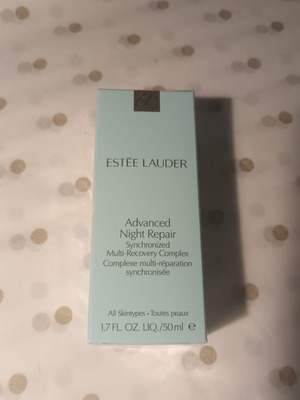 ESTĒE LAUDER
Advanced
Night Repair
Synchronized
Multi-Recovery Complex
Complexe multi-réparation
synchronisée
All Skintypes • Toutes peaux
1.7 FL. OZ. LIQ./50 ml e